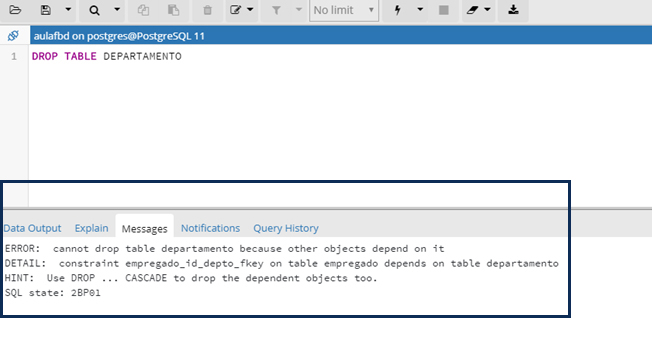 No limit
aulafbd on postgres@PostgreSQL 11
1 DROP TABLE DEPARTAMENTO
Data Output Explain Messages Notifications Query History
ERROR: cannot drop table departamento because other objects depend on it
DETAIL: constraint empregado_id_depto_fkey on table empregado depends on table departamento
HINT: Use DROP ... CASCADE to drop the dependent objects too.
SQL state: 2BP01